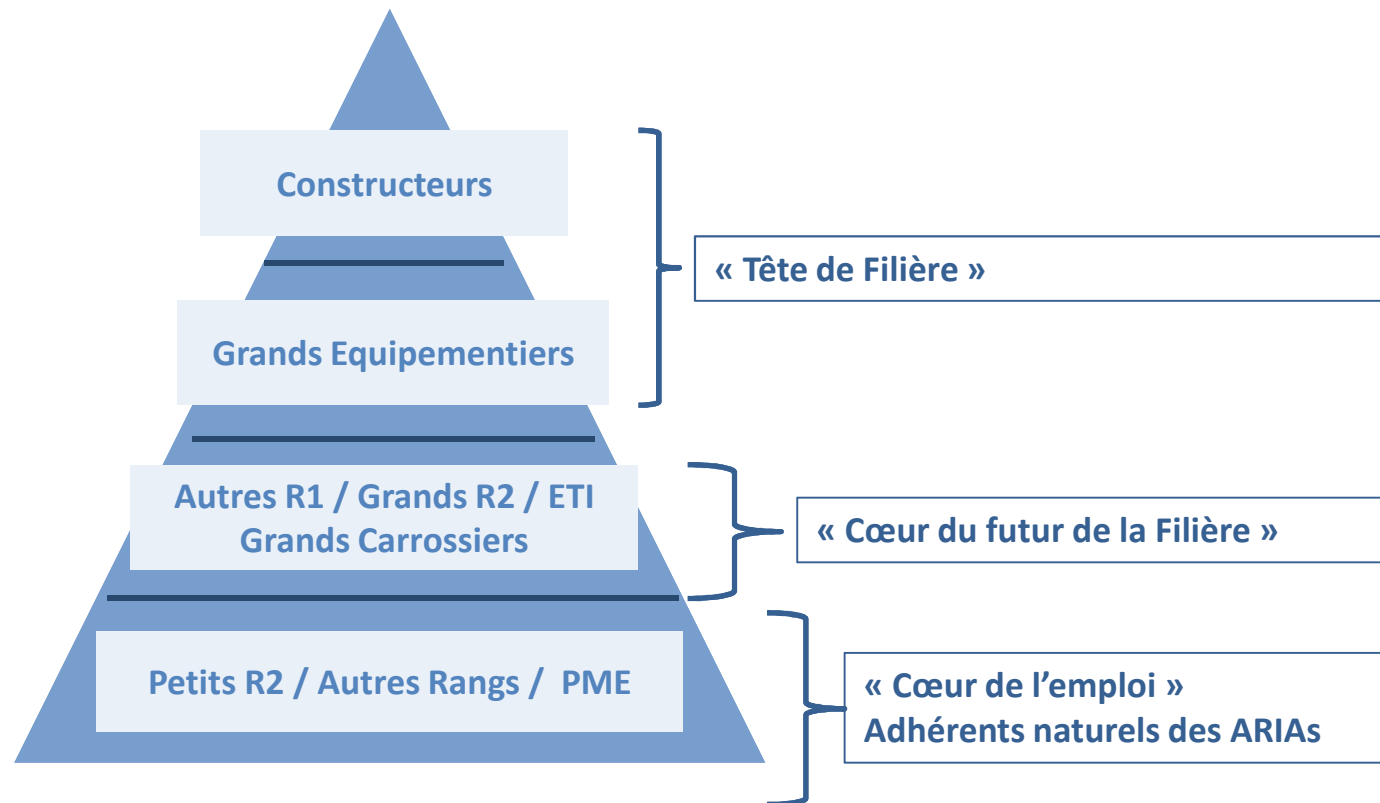 Constructeurs
« Tête de Filière »
Grands Equipementiers
Autres R1 / Grands R2 / ETI
Grands Carrossiers
« Cœur du futur de la Filière »
Petits R2 / Autres Rangs / PME
« Cœur de l’emploi »
Adhérents naturels des ARIAs